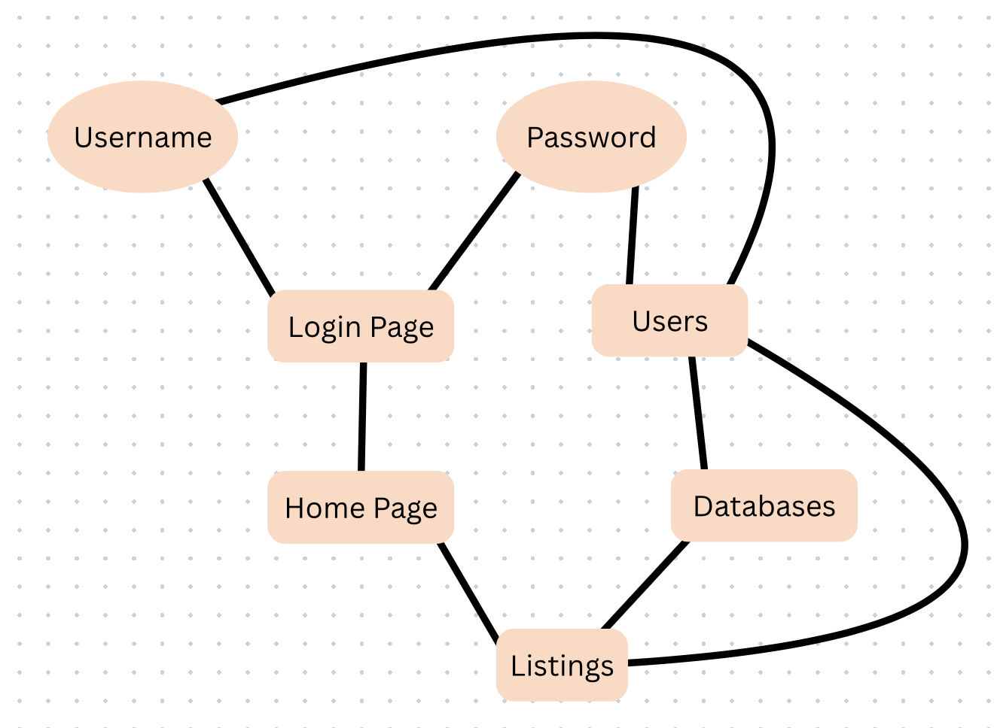 Username
Password
Login Page
Users
Home Page
Databases
Listings